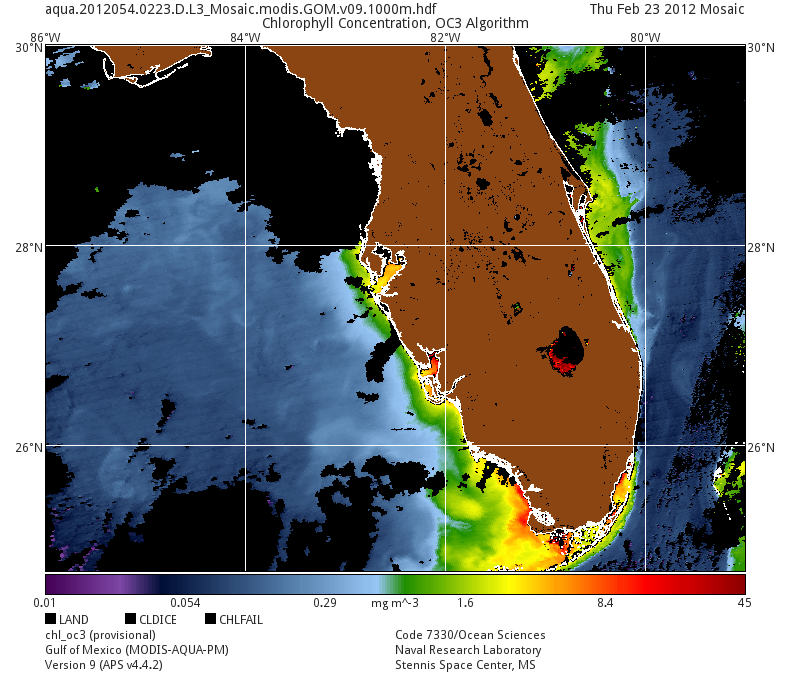 aqua.2012054.0223.D.L3_Mosaic.modis.GOM.v09.1000m.hdf Thu Feb 23 2012 Mosaic
Chlorophyll Concentration, OC3 Algorithm
86°W 84°W 82°W 80°W
30°N 30°N
28°N 28°N
26°N 26°N
0.01 0.054 0.29 mg m^-3 1.6 8.4 45
LAND CLDICE CHLFAIL
chl_oc3 (provisional) Code 7330/Ocean Sciences
Gulf of Mexico (MODIS-AQUA-PM) Naval Research Laboratory
Version 9 (APS v4.4.2) Stennis Space Center, MS